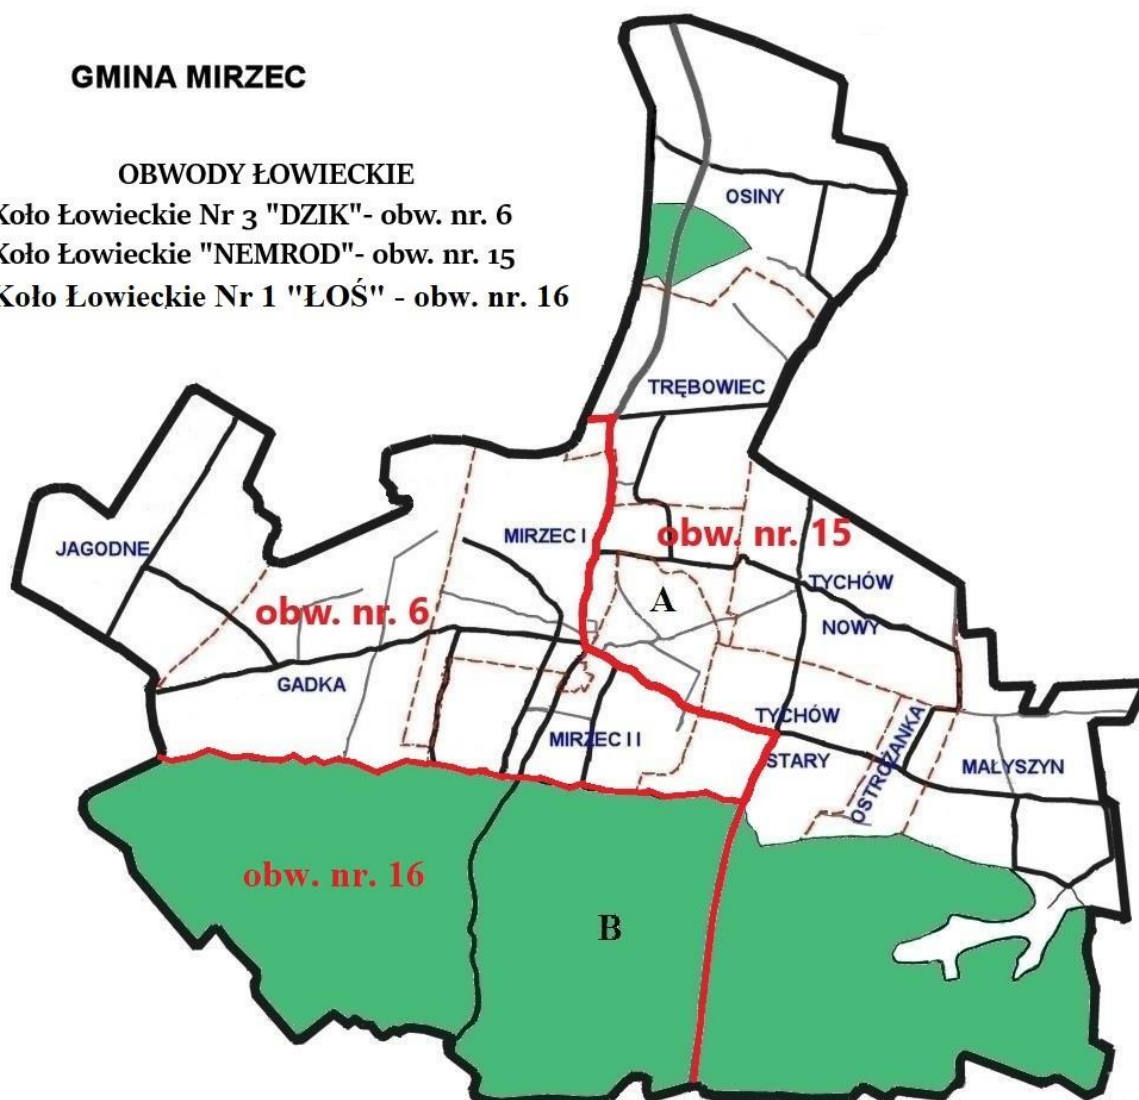 GMINA MIRZEC
OBWODY ŁOWIECKIE
Koło Łowieckie Nr 3 "DZIK"- obw. nr. 6
Koło Łowieckie "NEMROD"- obw. nr. 15
Koło Łowieckie Nr 1 "ŁOŚ" - obw. nr. 16
OSINY
TRĘBOWIEC
JAGODNE
MIRZEC I
obw. nr. 15
obw. nr. 6
A
TYCHÓW
NOWY
GADKA
MIRZEC II
TYCHÓW
STARY
OSTROŻANKA
MAŁYSZYN
obw. nr. 16
B